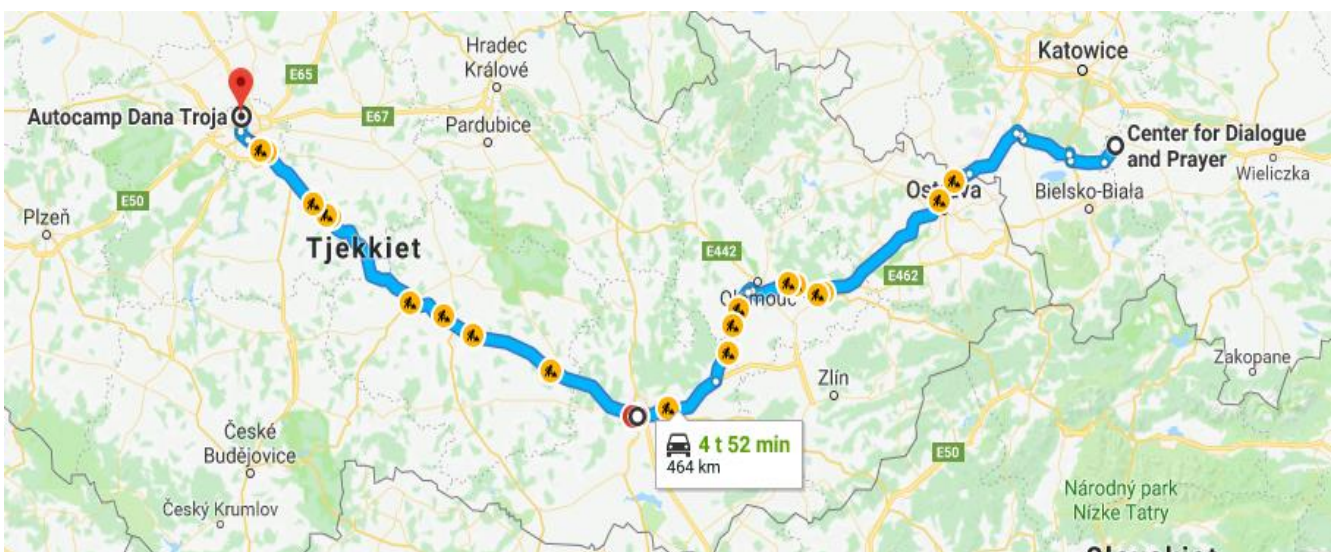 Hradec
Králové
Katowice
E65
Autocamp Dana Troja
E67
Pardubice
Center for Dialogue
and Prayer
Wieliczka
E50
Ostrava
Bielsko-Biała
Plzeň
Tjekkiet
E442
E462
Olomouc
Zakopane
Zlín
České
Budějovice
4 t 52 min
464 km
E50
Národný park
Nízke Tatry
Český Krumlov